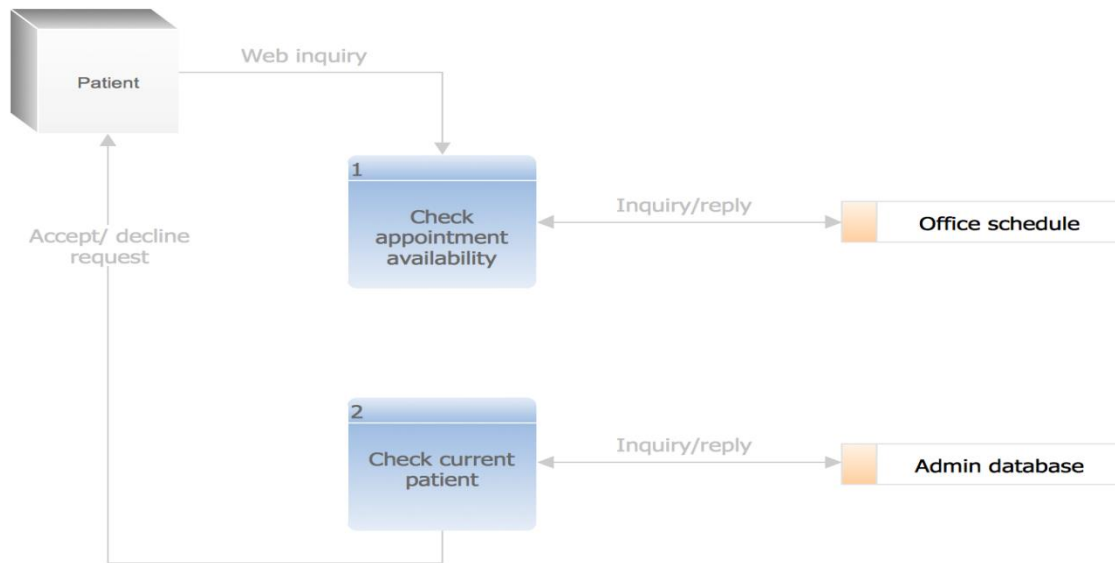 Web inquiry
Patient
1
Check
appointment
availability
Inquiry/reply
Office schedule
Accept/ decline
request
2
Check current
patient
Inquiry/reply
Admin database